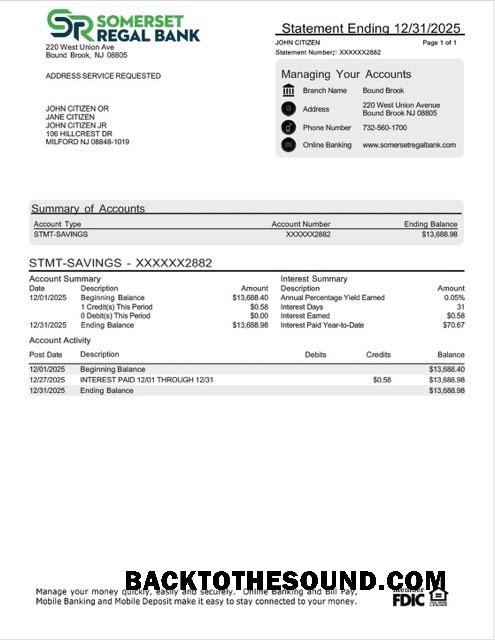 SOMERSET
REGAL BANK
220 West Union Ave
Bound Brook, NJ 08805
ADDRESS SERVICE REQUESTED
JOHN CITIZEN OR
JANE CITIZEN
JOHN CITIZEN JR
106 HILLCREST DR
MILFORD NJ 08848-1019
Statement Ending 12/31/2025
JOHN CITIZEN Page 1 of 1
Statement Number: XXXXXX2882
Managing Your Accounts
Branch Name Bound Brook
Address 220 West Union Avenue
Bound Brook NJ 08805
Phone Number 732-560-1700
Online Banking www.somersetregalbank.com
Summary of Accounts
Account Type Account Number Ending Balance
STMT-SAVINGS XXXXXX2882 $13,688.98
STMT-SAVINGS - XXXXXX2882
Account Summary Interest Summary
Date Description Amount Description Amount
12/01/2025 Beginning Balance $13,688.40 Annual Percentage Yield Earned 0.05%
1 Credit(s) This Period $0.58 Interest Days 31
0 Debit(s) This Period $0.00 Interest Earned $0.58
12/31/2025 Ending Balance $13,688.98 Interest Paid Year-to-Date $70.67
Account Activity
Post Date Description Debits Credits Balance
12/01/2025 Beginning Balance $13,688.40
12/27/2025 INTEREST PAID 12/01 THROUGH 12/31 $0.58 $13,688.98
12/31/2025 Ending Balance $13,688.98
BACKTOTHESOUND.COM
Manage your money quickly, easily and securely. Online Banking and Bill Pay,
Mobile Banking and Mobile Deposit make it easy to stay connected to your money.
Member
FDIC